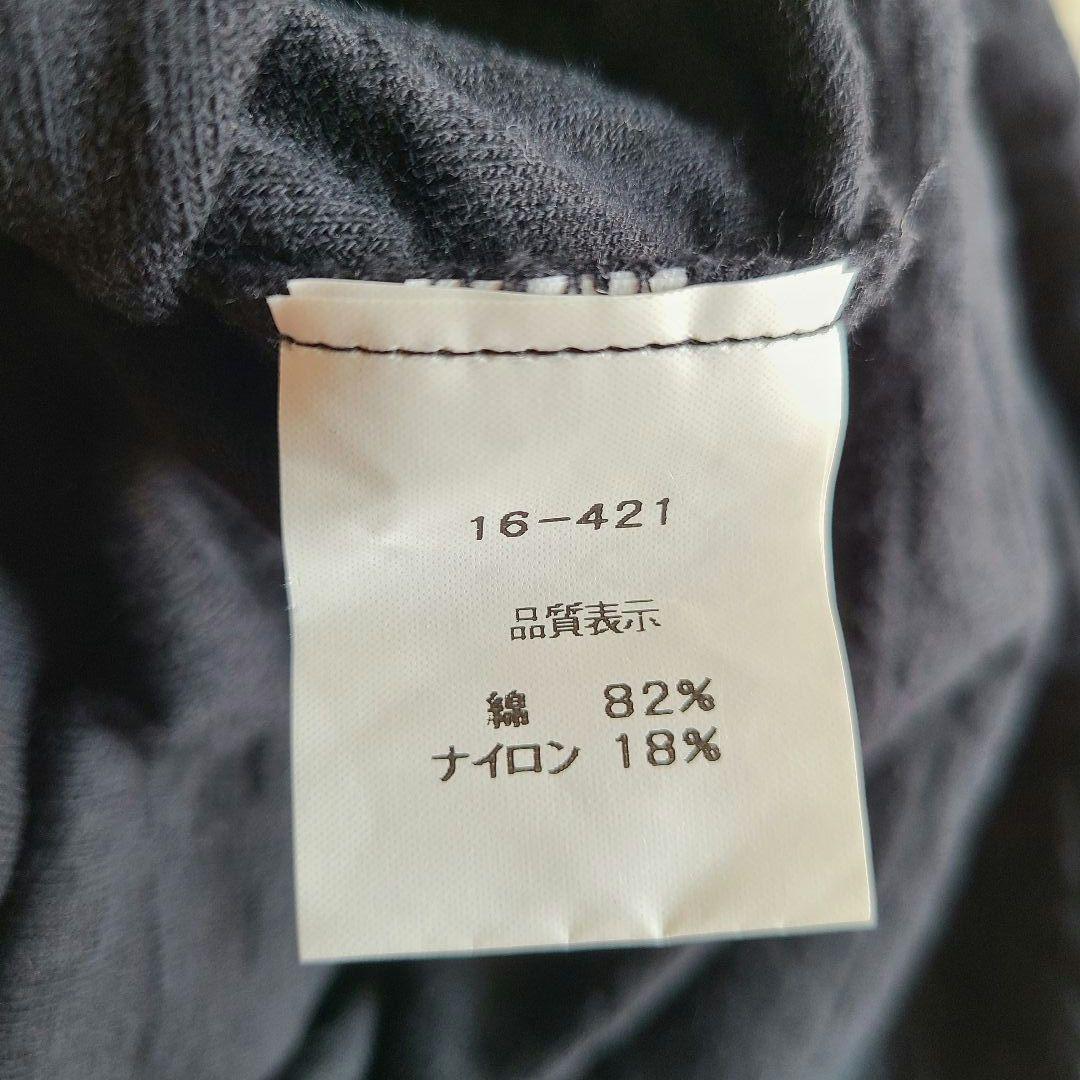 16-421
品質表示
綿 82%
ナイロン 18%